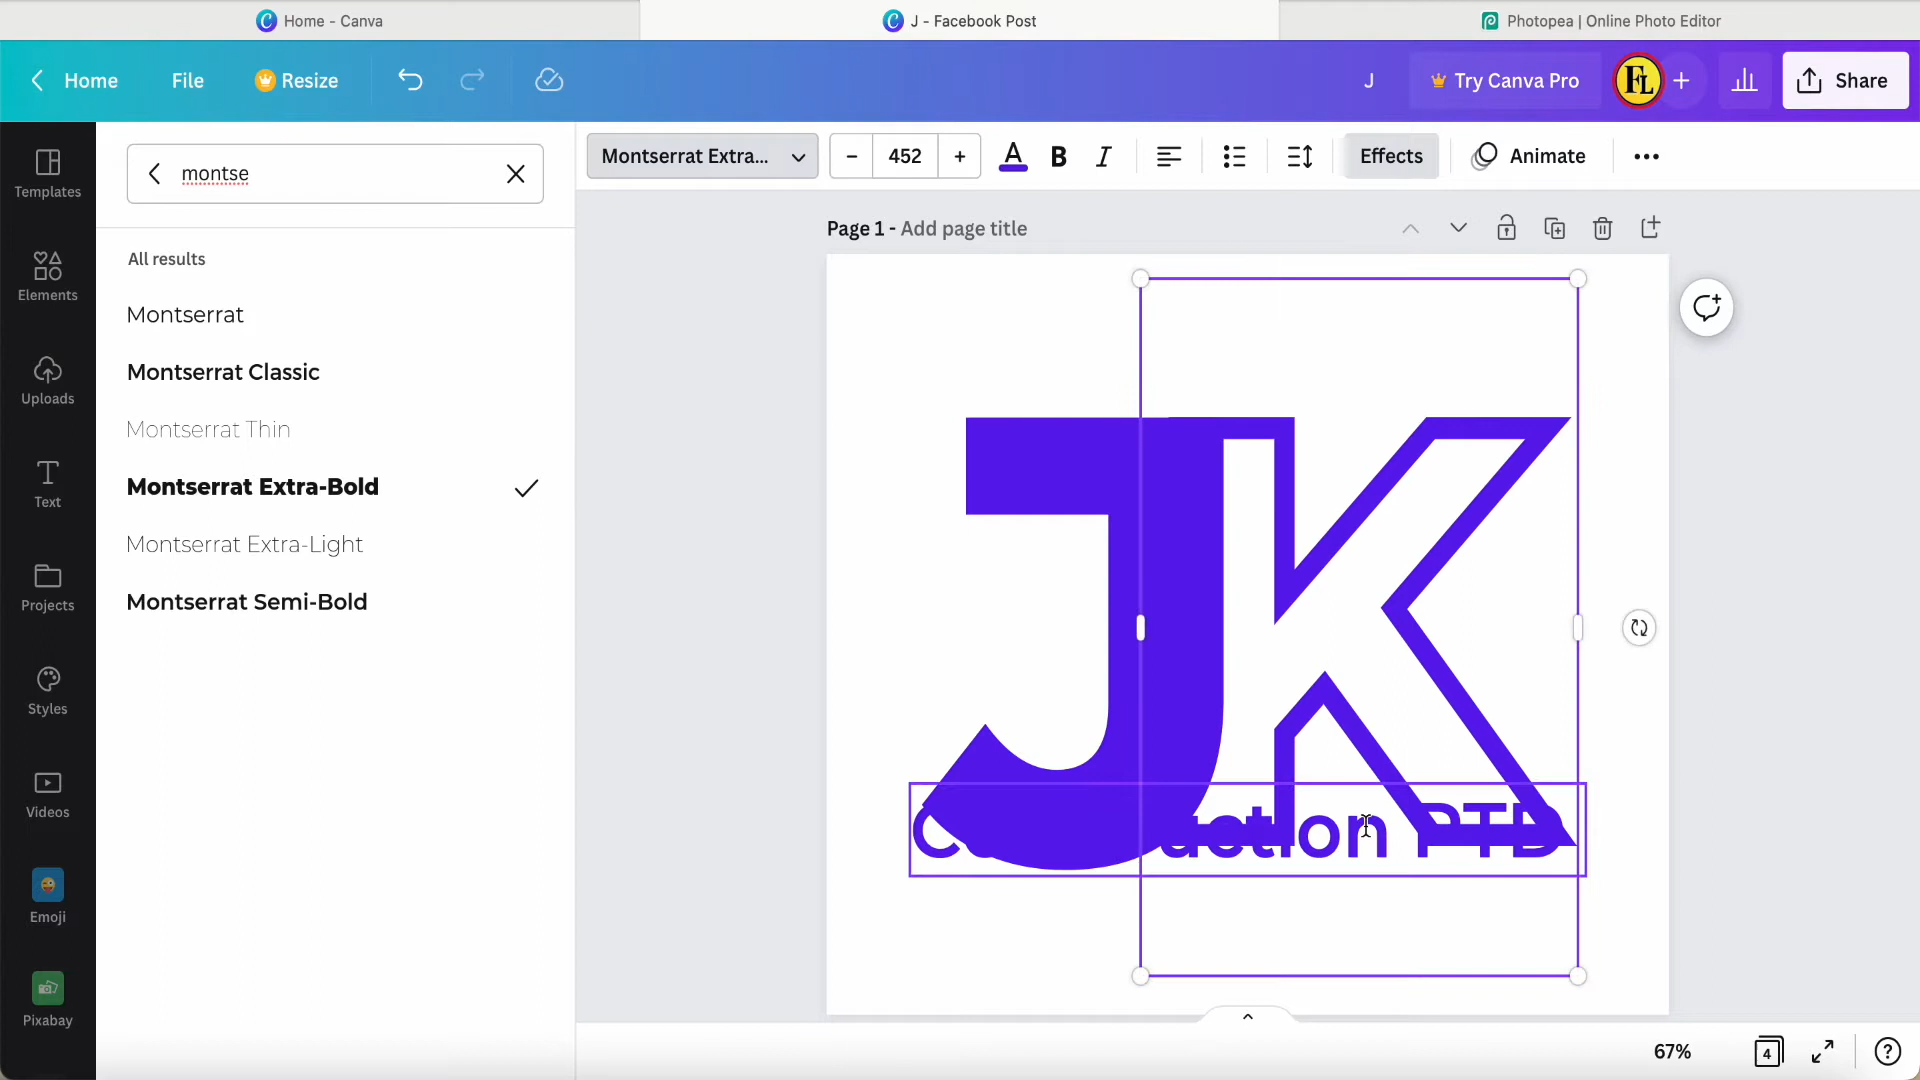 Home - Canva
J - Facebook Post
Photopea | Online Photo Editor
Home
File
Resize
J
Try Canva Pro
FL
Share
Templates
Elements
Uploads
Text
Projects
Styles
Videos
Emoji
Pixabay
montse
All results
Montserrat
Montserrat Classic
Montserrat Thin
Montserrat Extra-Bold
Montserrat Extra-Light
Montserrat Semi-Bold
Montserrat Extra...
452
A
B
I
Effects
Animate
Page 1 - Add page title
JK
PTD
67%
4